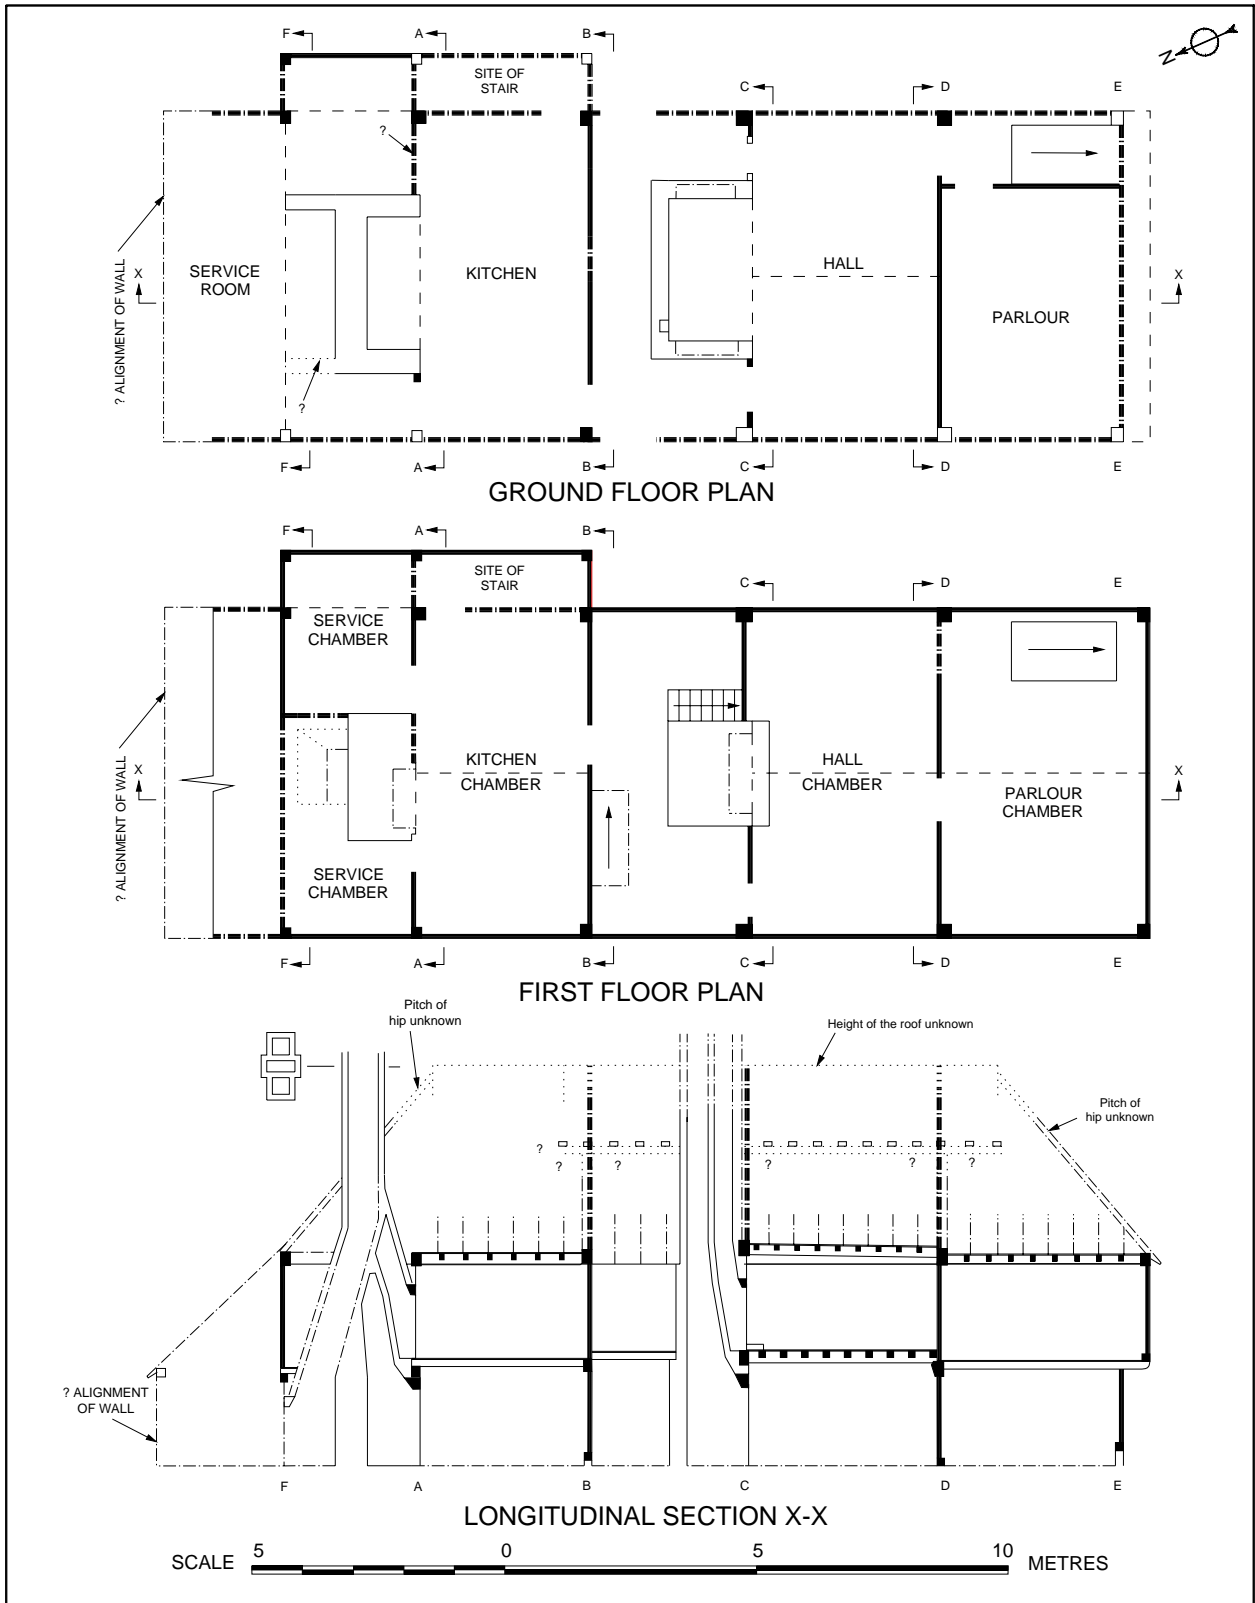 F
A
B
N
SITE OF
STAIR
C
D
E
?
? ALIGNMENT OF WALL
X
SERVICE
ROOM
KITCHEN
HALL
PARLOUR
X
?
F
A
B
C
D
E
GROUND FLOOR PLAN
F
A
B
SITE OF
STAIR
C
D
E
SERVICE
CHAMBER
? ALIGNMENT OF WALL
X
KITCHEN
CHAMBER
HALL
CHAMBER
PARLOUR
CHAMBER
X
SERVICE
CHAMBER
F
A
B
C
D
E
FIRST FLOOR PLAN
Pitch of
hip unknown
Height of the roof unknown
Pitch of
hip unknown
?
?
?
?
?
?
? ALIGNMENT
OF WALL
F
A
B
C
D
E
LONGITUDINAL SECTION X-X
SCALE
5
0
5
10
METRES